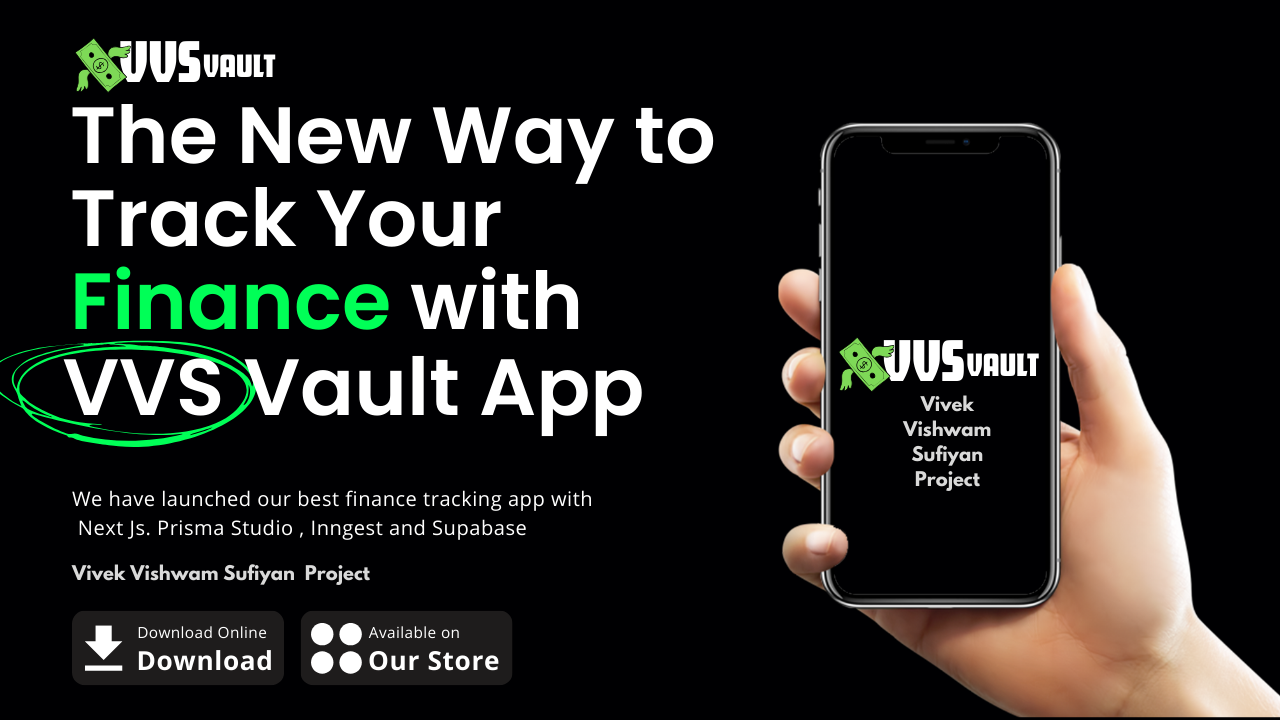 VVS VAULT
The New Way to
Track Your
Finance with
VVS Vault App
We have launched our best finance tracking app with
Next Js. Prisma Studio , Inngest and Supabase
Vivek Vishwam Sufiyan Project
Download Online
Download
Available on
Our Store
VVS VAULT
Vivek
Vishwam
Sufiyan
Project